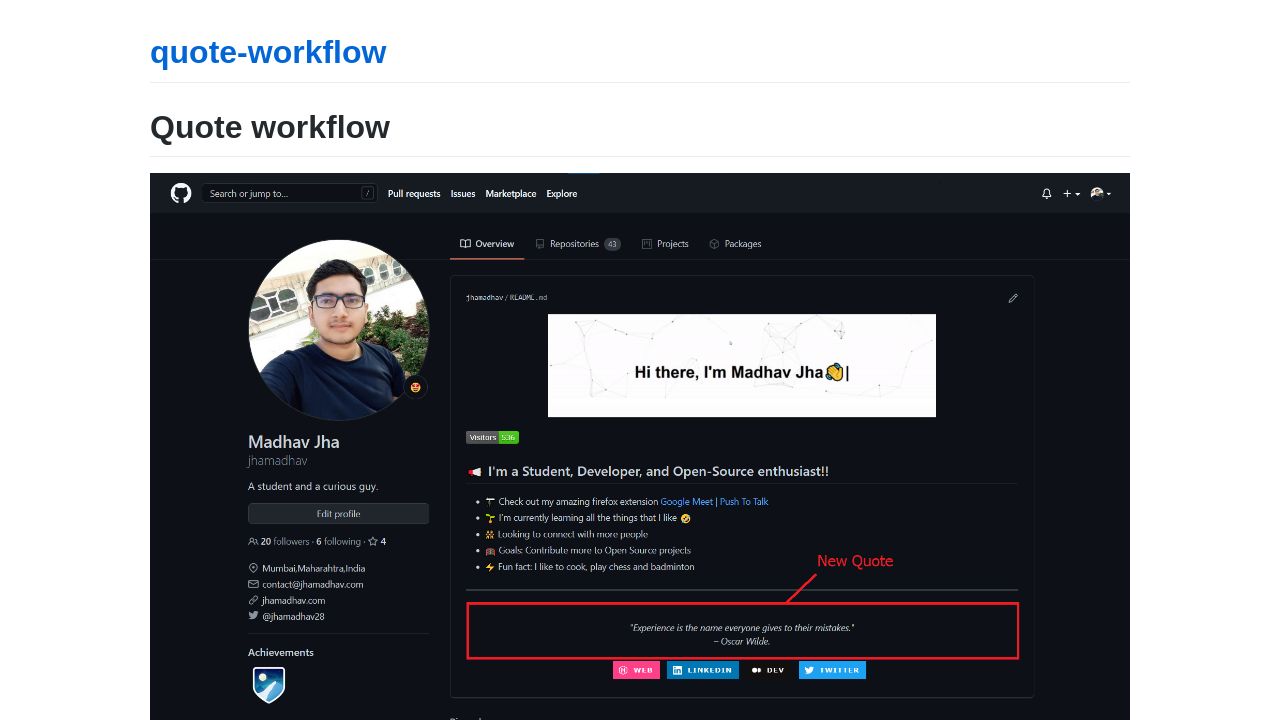 quote-workflow
Quote workflow
Search or jump to... /
Pull requests Issues Marketplace Explore
Overview Repositories 43 Projects Packages
jhamadhav / README.md
Hi there, I'm Madhav Jha👏|
Visitors 536
Madhav Jha
jhamadhav
A student and a curious guy.
Edit profile
20 followers · 6 following · 4
Mumbai,Maharahtra,India
contact@jhamadhav.com
jhamadhav.com
@jhamadhav28
Achievements
I'm a Student, Developer, and Open-Source enthusiast!!
Check out my amazing firefox extension Google Meet | Push To Talk
I'm currently learning all the things that I like 🤣
Looking to connect with more people
Goals: Contribute more to Open Source projects
⚡ Fun fact: I like to cook, play chess and badminton
New Quote
"Experience is the name everyone gives to their mistakes."
– Oscar Wilde.
WEB LINKEDIN DEV TWITTER